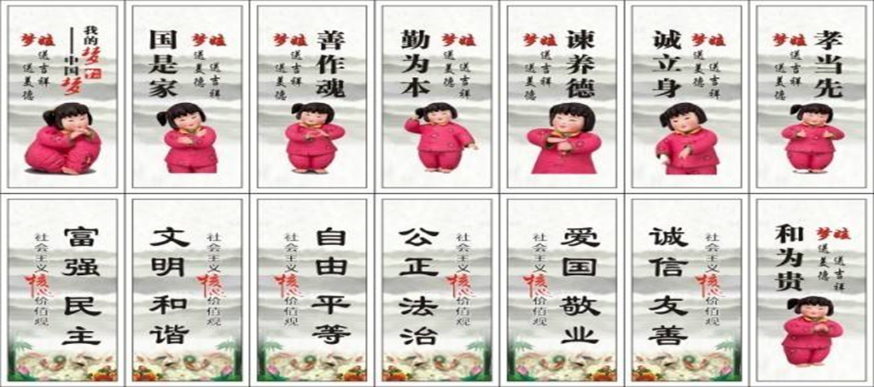 我的梦
——中国梦
梦娃
送吉祥
送美德
国是家
梦娃
送吉祥
送美德
善作魂
梦娃
送吉祥
送美德
勤为本
梦娃
送吉祥
送美德
谏养德
梦娃
送吉祥
送美德
诚立身
梦娃
送吉祥
送美德
孝当先
梦娃
送吉祥
送美德
富强民主
社会主义核心价值观
文明和谐
社会主义核心价值观
自由平等
社会主义核心价值观
公正法治
社会主义核心价值观
爱国敬业
社会主义核心价值观
诚信友善
社会主义核心价值观
和为贵
梦娃
送吉祥
送美德